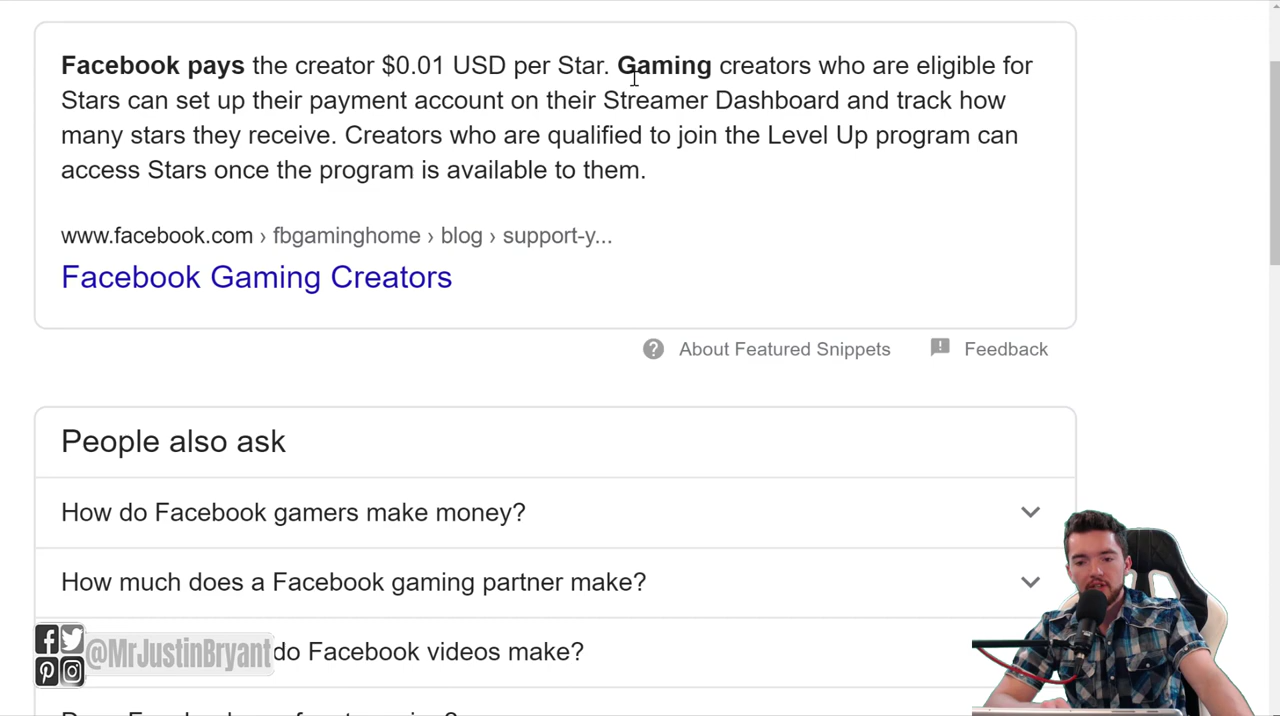 Facebook pays the creator $0.01 USD per Star. Gaming creators who are eligible for
Stars can set up their payment account on their Streamer Dashboard and track how
many stars they receive. Creators who are qualified to join the Level Up program can
access Stars once the program is available to them.
www.facebook.com › fbgaminghome › blog › support-y...
Facebook Gaming Creators
About Featured Snippets
Feedback
People also ask
How do Facebook gamers make money?
How much does a Facebook gaming partner make?
do Facebook videos make?
@MrJustinBryant